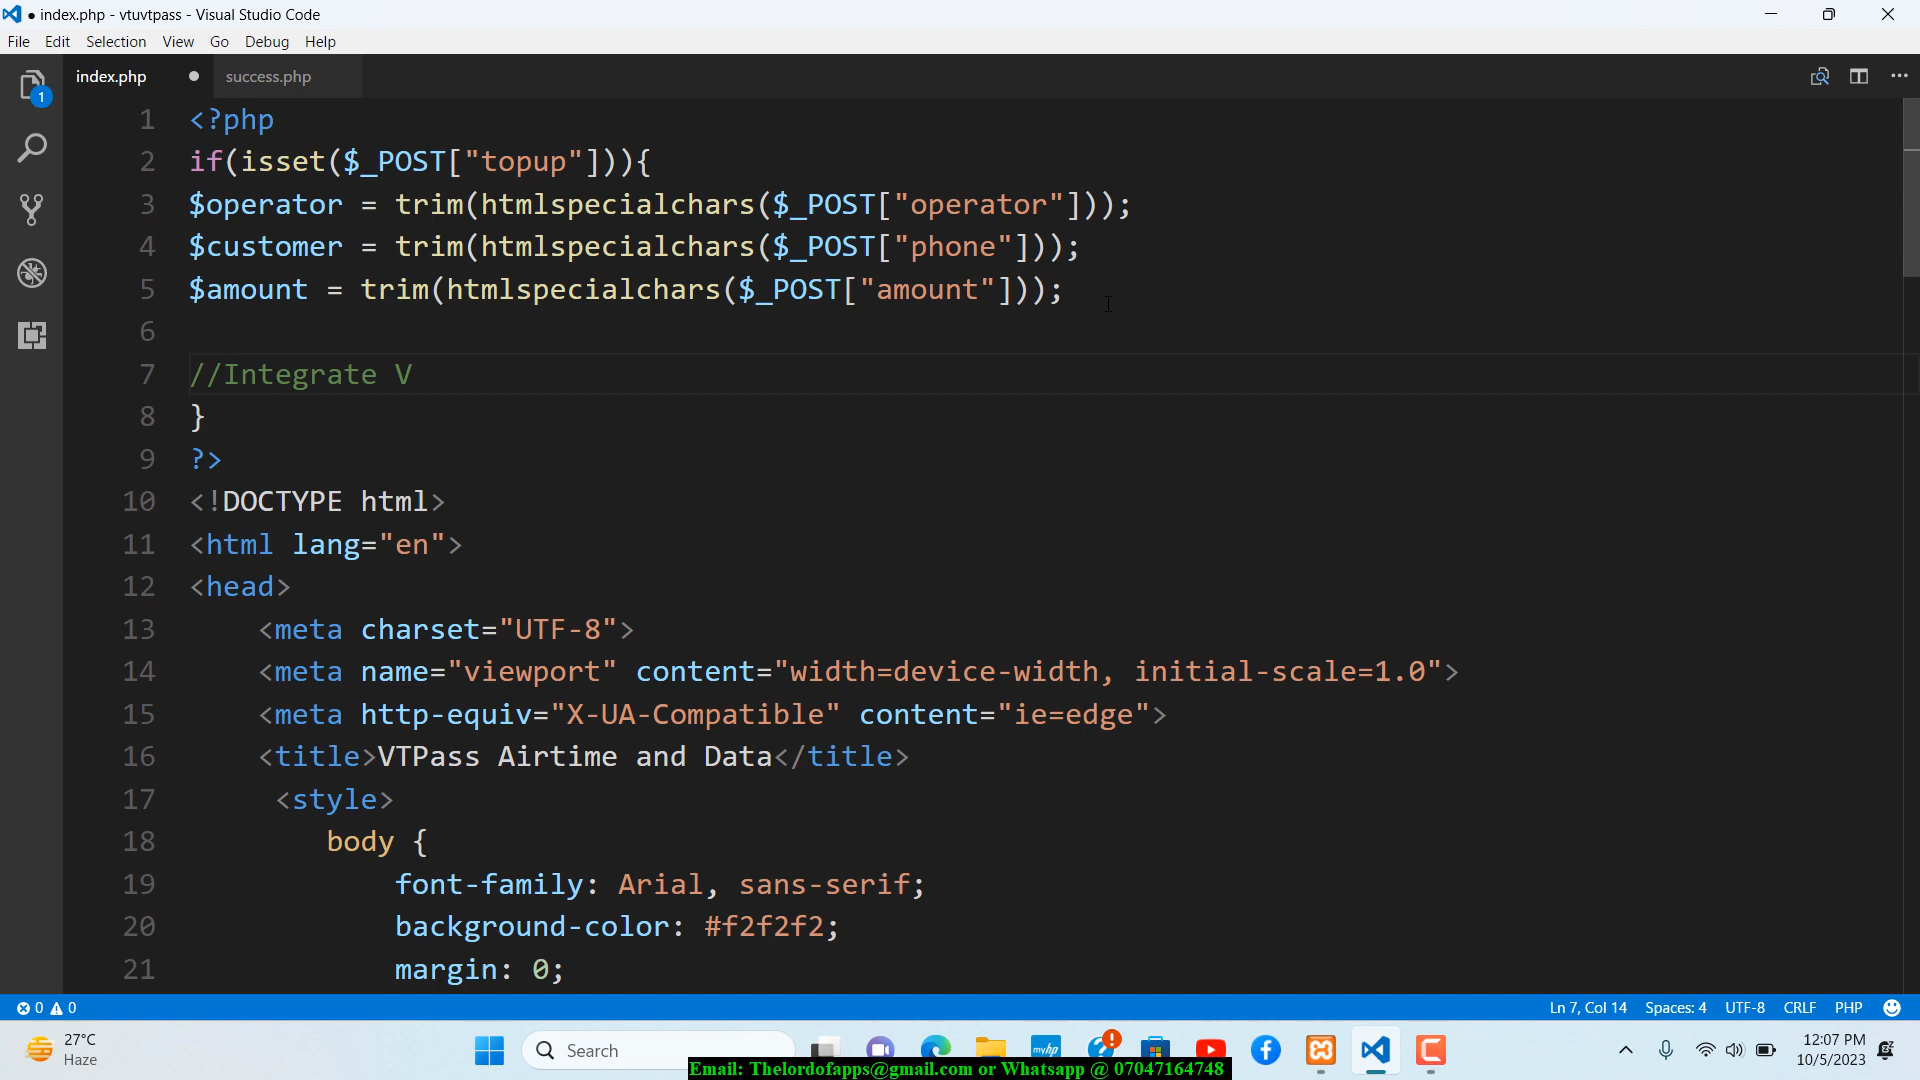 ● index.php - vtuvtpass - Visual Studio Code
File Edit Selection View Go Debug Help
index.php success.php
1 <?php
2 if(isset($_POST["topup"])){
3 $operator = trim(htmlspecialchars($_POST["operator"]));
4 $customer = trim(htmlspecialchars($_POST["phone"]));
5 $amount = trim(htmlspecialchars($_POST["amount"]));
6
7 //Integrate V
8 }
9 ?>
10 <!DOCTYPE html>
11 <html lang="en">
12 <head>
13 <meta charset="UTF-8">
14 <meta name="viewport" content="width=device-width, initial-scale=1.0">
15 <meta http-equiv="X-UA-Compatible" content="ie=edge">
16 <title>VTPass Airtime and Data</title>
17 <style>
18 body {
19 font-family: Arial, sans-serif;
20 background-color: #f2f2f2;
21 margin: 0;
1
0 0 Ln 7, Col 14 Spaces: 4 UTF-8 CRLF PHP
27°C
Haze
Search
myhp
12:07 PM
10/5/2023
Email: Thelordofapps@gmail.com or Whatsapp @ 07047164748